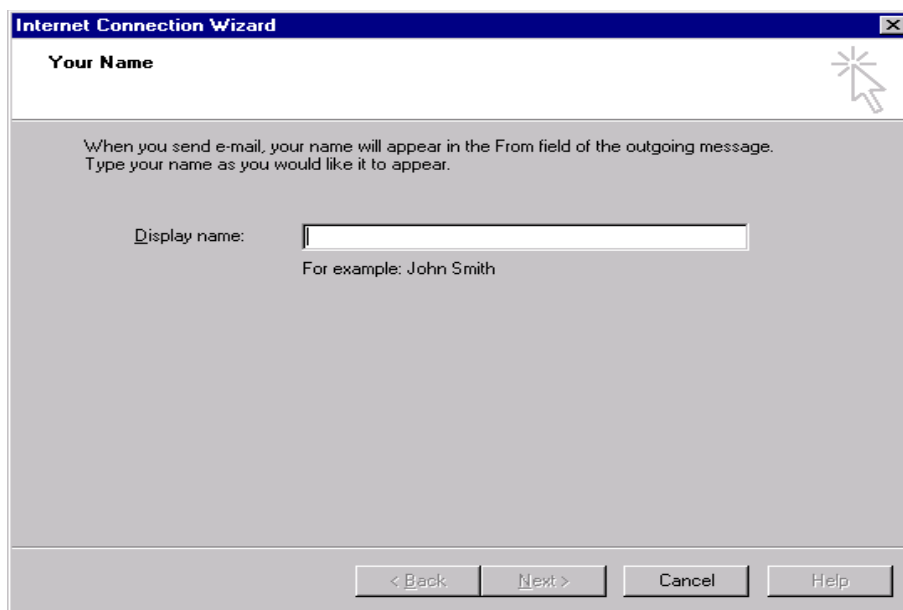 Internet Connection Wizard
Your Name
When you send e-mail, your name will appear in the From field of the outgoing message.
Type your name as you would like it to appear.
Display name:
For example: John Smith
< Back Next > Cancel Help